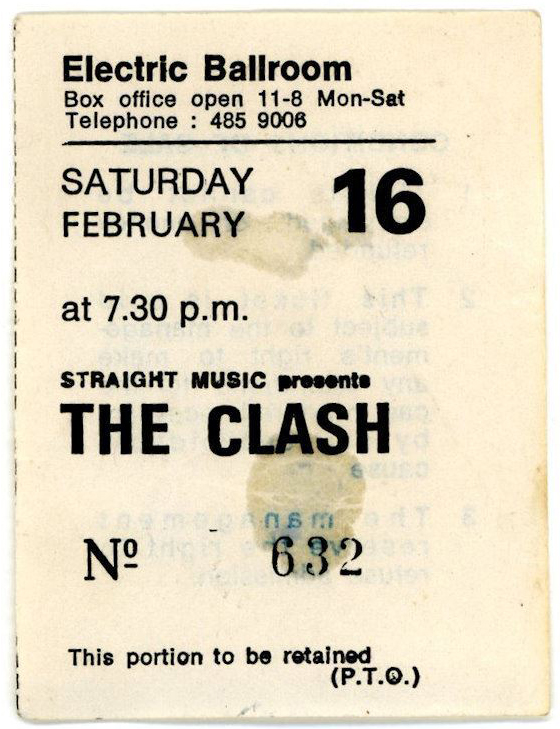 Electric Ballroom
Box office open 11-8 Mon-Sat
Telephone : 485 9006
SATURDAY 16
FEBRUARY
at 7.30 p.m.
STRAIGHT MUSIC presents
THE CLASH
Nº 632
This portion to be retained
(P.T.O.)